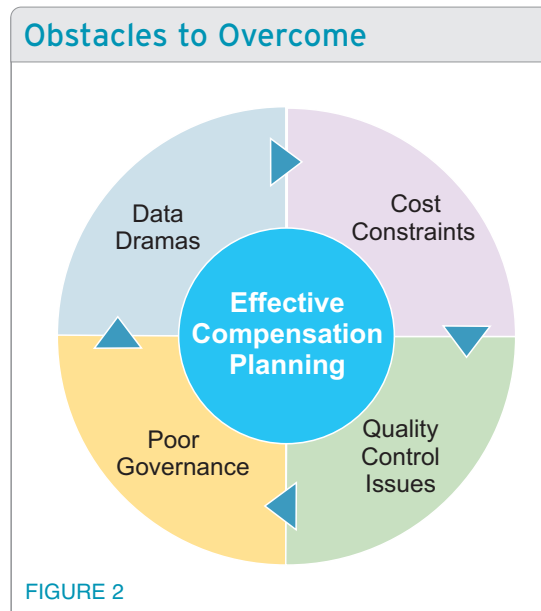 Obstacles to Overcome
Data
Dramas
Cost
Constraints
Effective
Compensation
Planning
Poor
Governance
Quality
Control
Issues
FIGURE 2